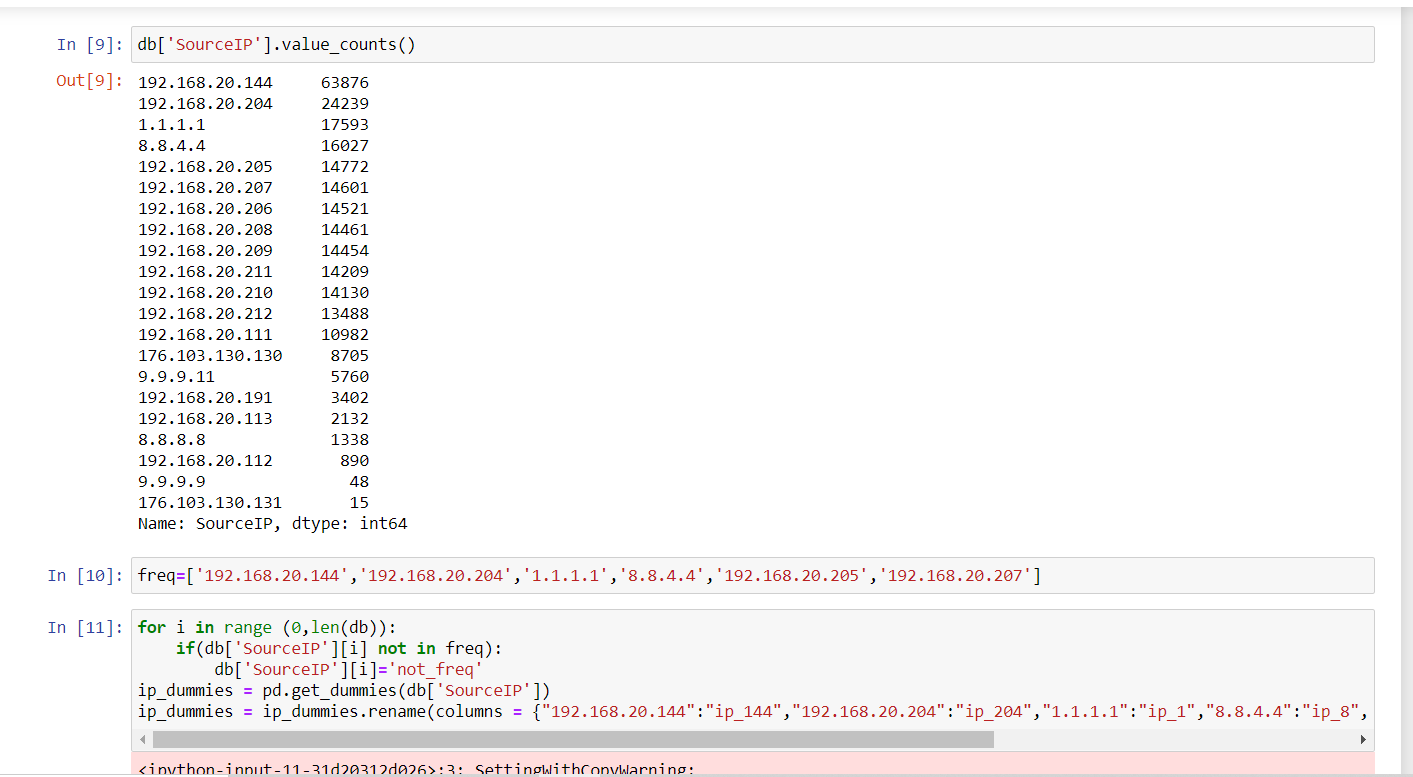 In [9]: db['SourceIP'].value_counts()
Out[9]: 192.168.20.144 63876
192.168.20.204 24239
1.1.1.1 17593
8.8.4.4 16027
192.168.20.205 14772
192.168.20.207 14601
192.168.20.206 14521
192.168.20.208 14461
192.168.20.209 14454
192.168.20.211 14209
192.168.20.210 14130
192.168.20.212 13488
192.168.20.111 10982
176.103.130.130 8705
9.9.9.11 5760
192.168.20.191 3402
192.168.20.113 2132
8.8.8.8 1338
192.168.20.112 890
9.9.9.9 48
176.103.130.131 15
Name: SourceIP, dtype: int64
In [10]: freq=['192.168.20.144','192.168.20.204','1.1.1.1','8.8.4.4','192.168.20.205','192.168.20.207']
In [11]: for i in range (0,len(db)):
if(db['SourceIP'][i] not in freq):
db['SourceIP'][i]='not_freq'
ip_dummies = pd.get_dummies(db['SourceIP'])
ip_dummies = ip_dummies.rename(columns = {"192.168.20.144":"ip_144","192.168.20.204":"ip_204","1.1.1.1":"ip_1","8.8.4.4":"ip_8",
<ipython-input-11-31d20312d026>:3: SettingWithCopyWarning: